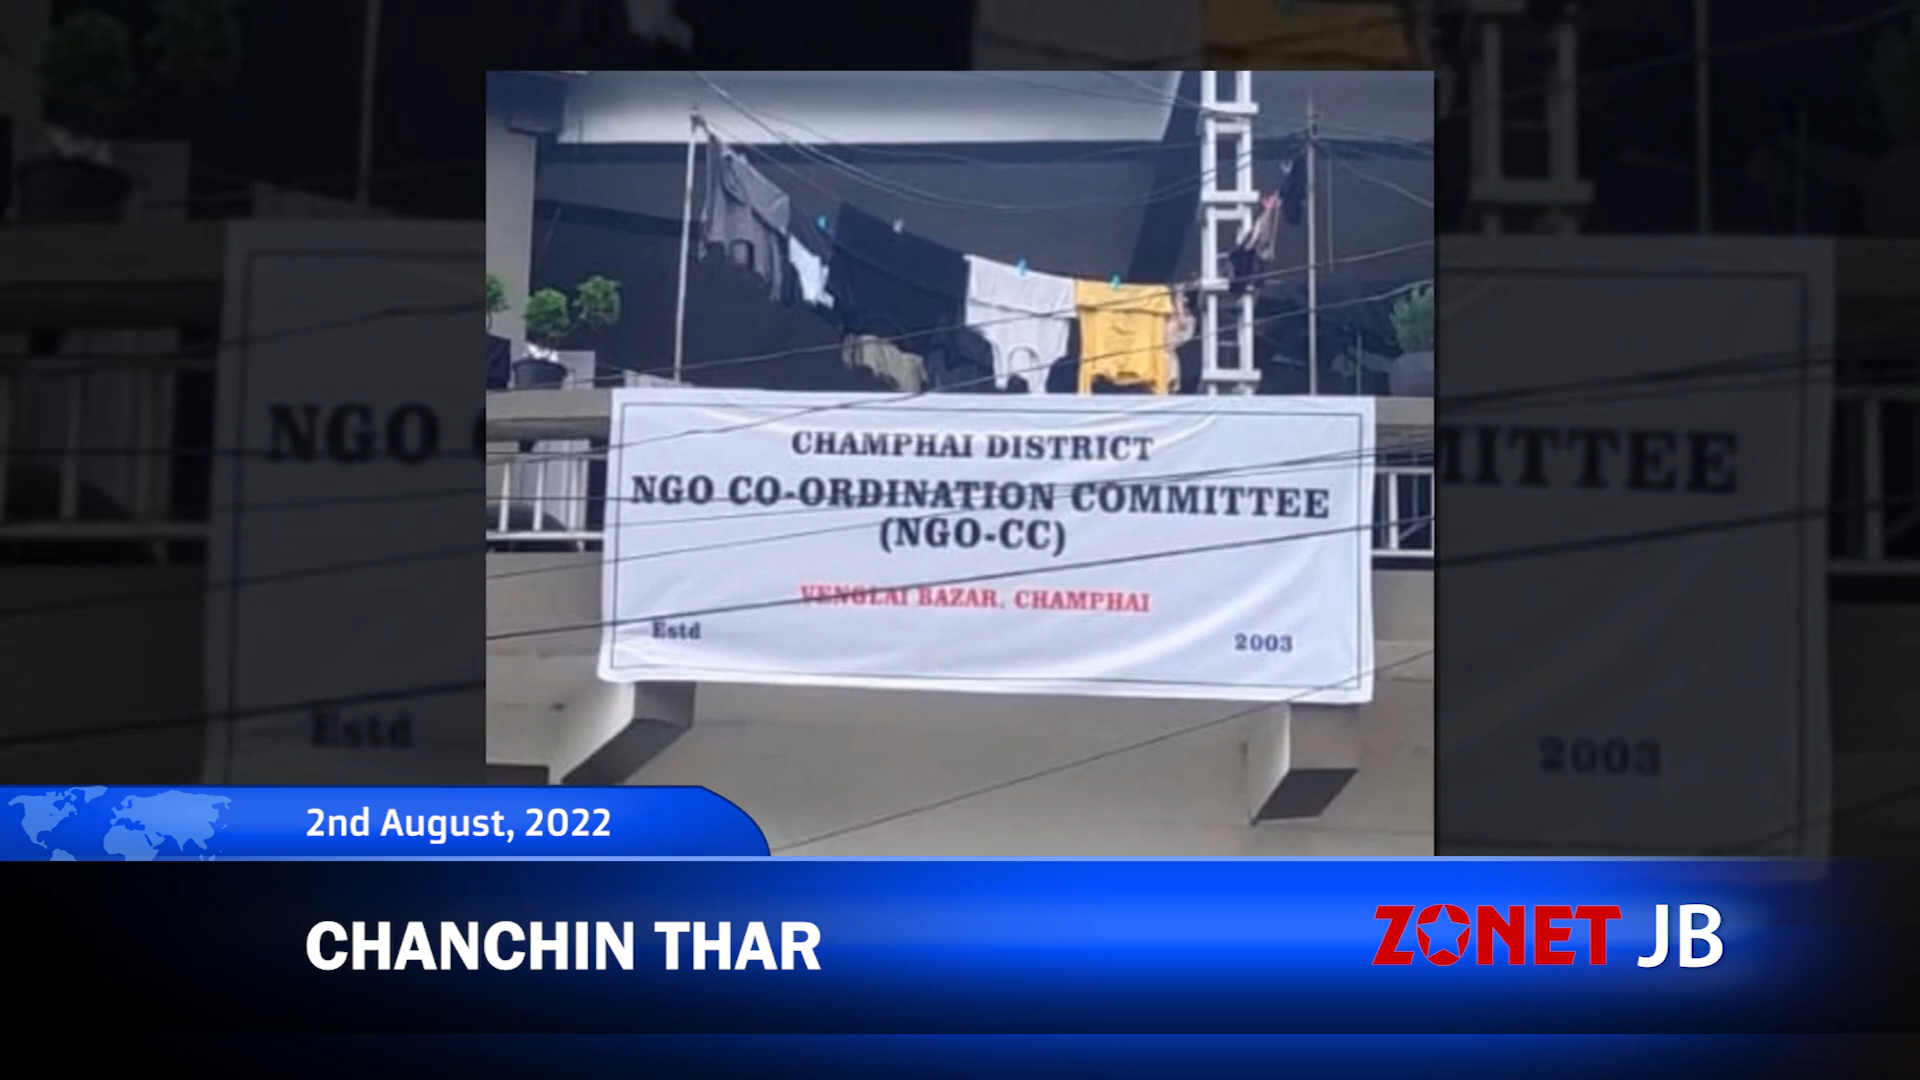 CHAMPHAI DISTRICT
NGO CO-ORDINATION COMMITTEE
(NGO-CC)
VENGLAI BAZAR, CHAMPHAI
Estd 2003
2nd August, 2022
CHANCHIN THAR
ZONET JB